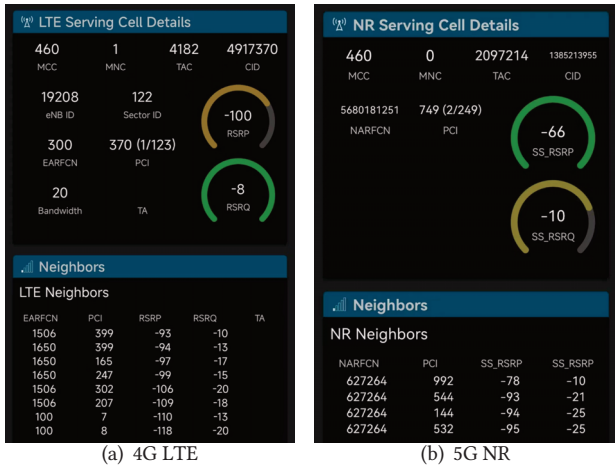 LTE Serving Cell Details
460 1 4182 4917370
MCC MNC TAC CID
19208 122
eNB ID Sector ID
-100
RSRP
300 370 (1/123)
EARFCN PCI
-8
RSRQ
20
Bandwidth TA
Neighbors
LTE Neighbors
EARFCN PCI RSRP RSRQ TA
1506 399 -93 -10
1650 399 -94 -13
1650 165 -97 -17
1650 247 -99 -15
1506 302 -106 -20
1506 207 -109 -18
100 7 -110 -13
100 8 -118 -20
(a) 4G LTE
NR Serving Cell Details
460 0 2097214 1385213955
MCC MNC TAC CID
5680181251 749 (2/249)
NARFCN PCI
-66
SS_RSRP
-10
SS_RSRQ
Neighbors
NR Neighbors
NARFCN PCI SS_RSRP SS_RSRP
627264 992 -78 -10
627264 544 -93 -21
627264 144 -94 -25
627264 532 -95 -25
(b) 5G NR